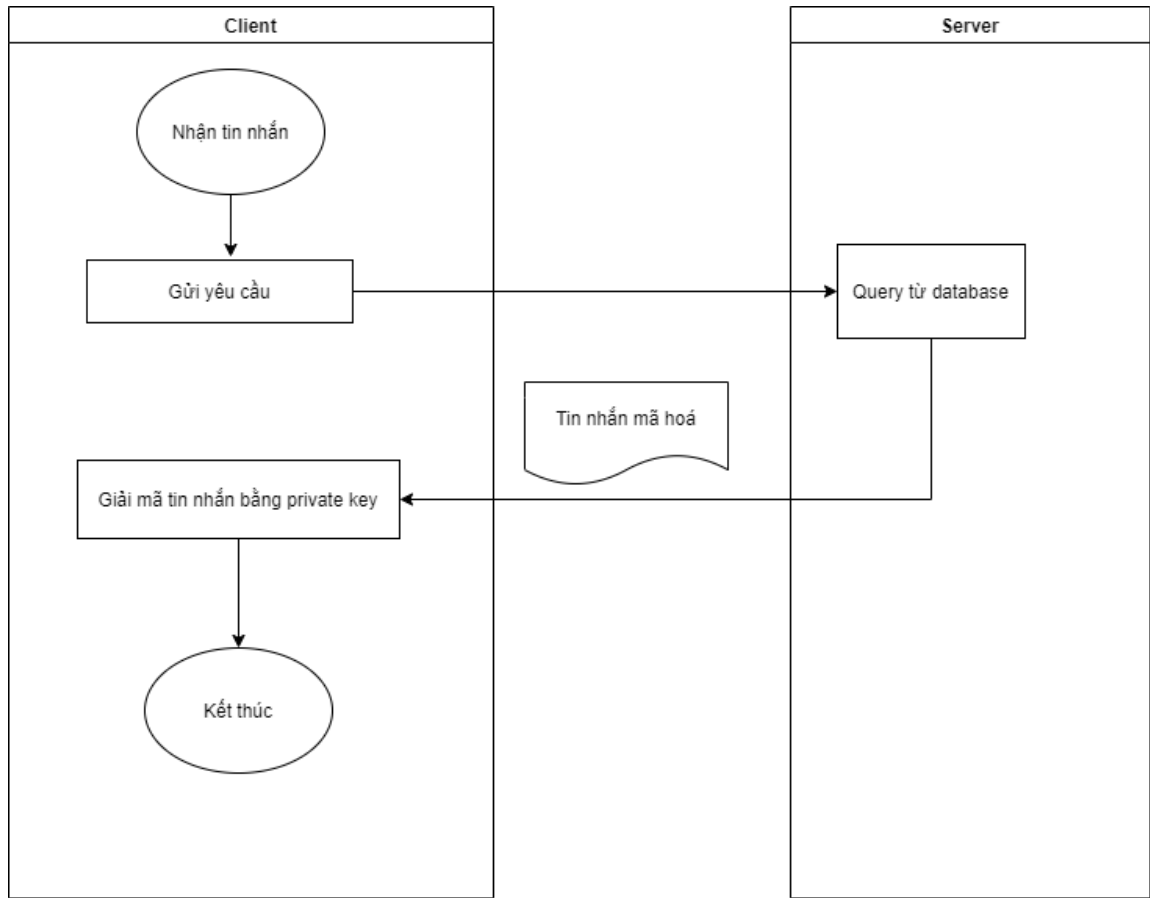 Client
Server
Nhận tin nhắn
Gửi yêu cầu
Query từ database
Tin nhắn mã hoá
Giải mã tin nhắn bằng private key
Kết thúc